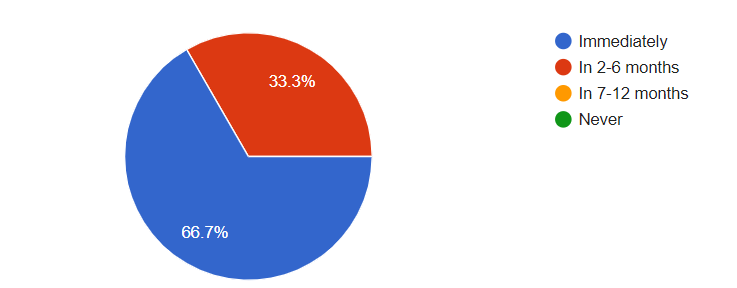 Immediately
In 2-6 months
In 7-12 months
Never
33.3%
66.7%